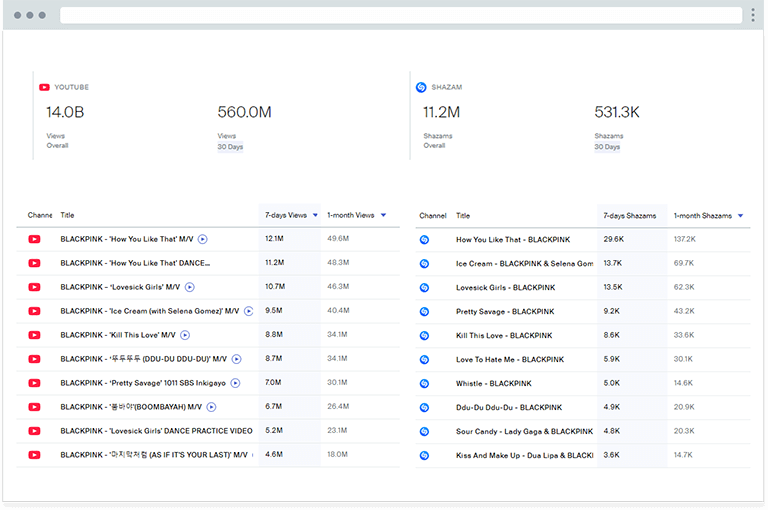 YOUTUBE
14.0B 560.0M
Views Views
Overall 30 Days
SHAZAM
11.2M 531.3K
Shazams Shazams
Overall 30 Days
Channe Title 7-days Views 1-month Views
BLACKPINK - 'How You Like That' M/V 12.1M 49.6M
BLACKPINK - 'How You Like That' DANCE... 11.2M 48.3M
BLACKPINK - 'Lovesick Girls' M/V 10.7M 46.3M
BLACKPINK - 'Ice Cream (with Selena Gomez)' M/V 9.5M 40.4M
BLACKPINK - 'Kill This Love' M/V 8.8M 34.1M
BLACKPINK - '뚜두뚜두 (DDU-DU DDU-DU)' M/V 8.7M 34.1M
BLACKPINK - 'Pretty Savage' 1011 SBS Inkigayo 7.0M 30.1M
BLACKPINK - '붐바야'(BOOMBAYAH) M/V 6.7M 26.4M
BLACKPINK - 'Lovesick Girls' DANCE PRACTICE VIDEO 5.2M 23.1M
BLACKPINK - '마지막처럼 (AS IF IT'S YOUR LAST)' M/V 4.6M 18.0M
Channel Title 7-days Shazams 1-month Shazams
How You Like That - BLACKPINK 29.6K 137.2K
Ice Cream - BLACKPINK & Selena Gom 13.7K 69.7K
Lovesick Girls - BLACKPINK 13.5K 62.3K
Pretty Savage - BLACKPINK 9.2K 43.2K
Kill This Love - BLACKPINK 8.6K 33.6K
Love To Hate Me - BLACKPINK 5.9K 30.1K
Whistle - BLACKPINK 5.0K 14.6K
Ddu-Du Ddu-Du - BLACKPINK 4.9K 20.9K
Sour Candy - Lady Gaga & BLACKPINK 4.8K 20.3K
Kiss And Make Up - Dua Lipa & BLACKI 3.6K 14.7K